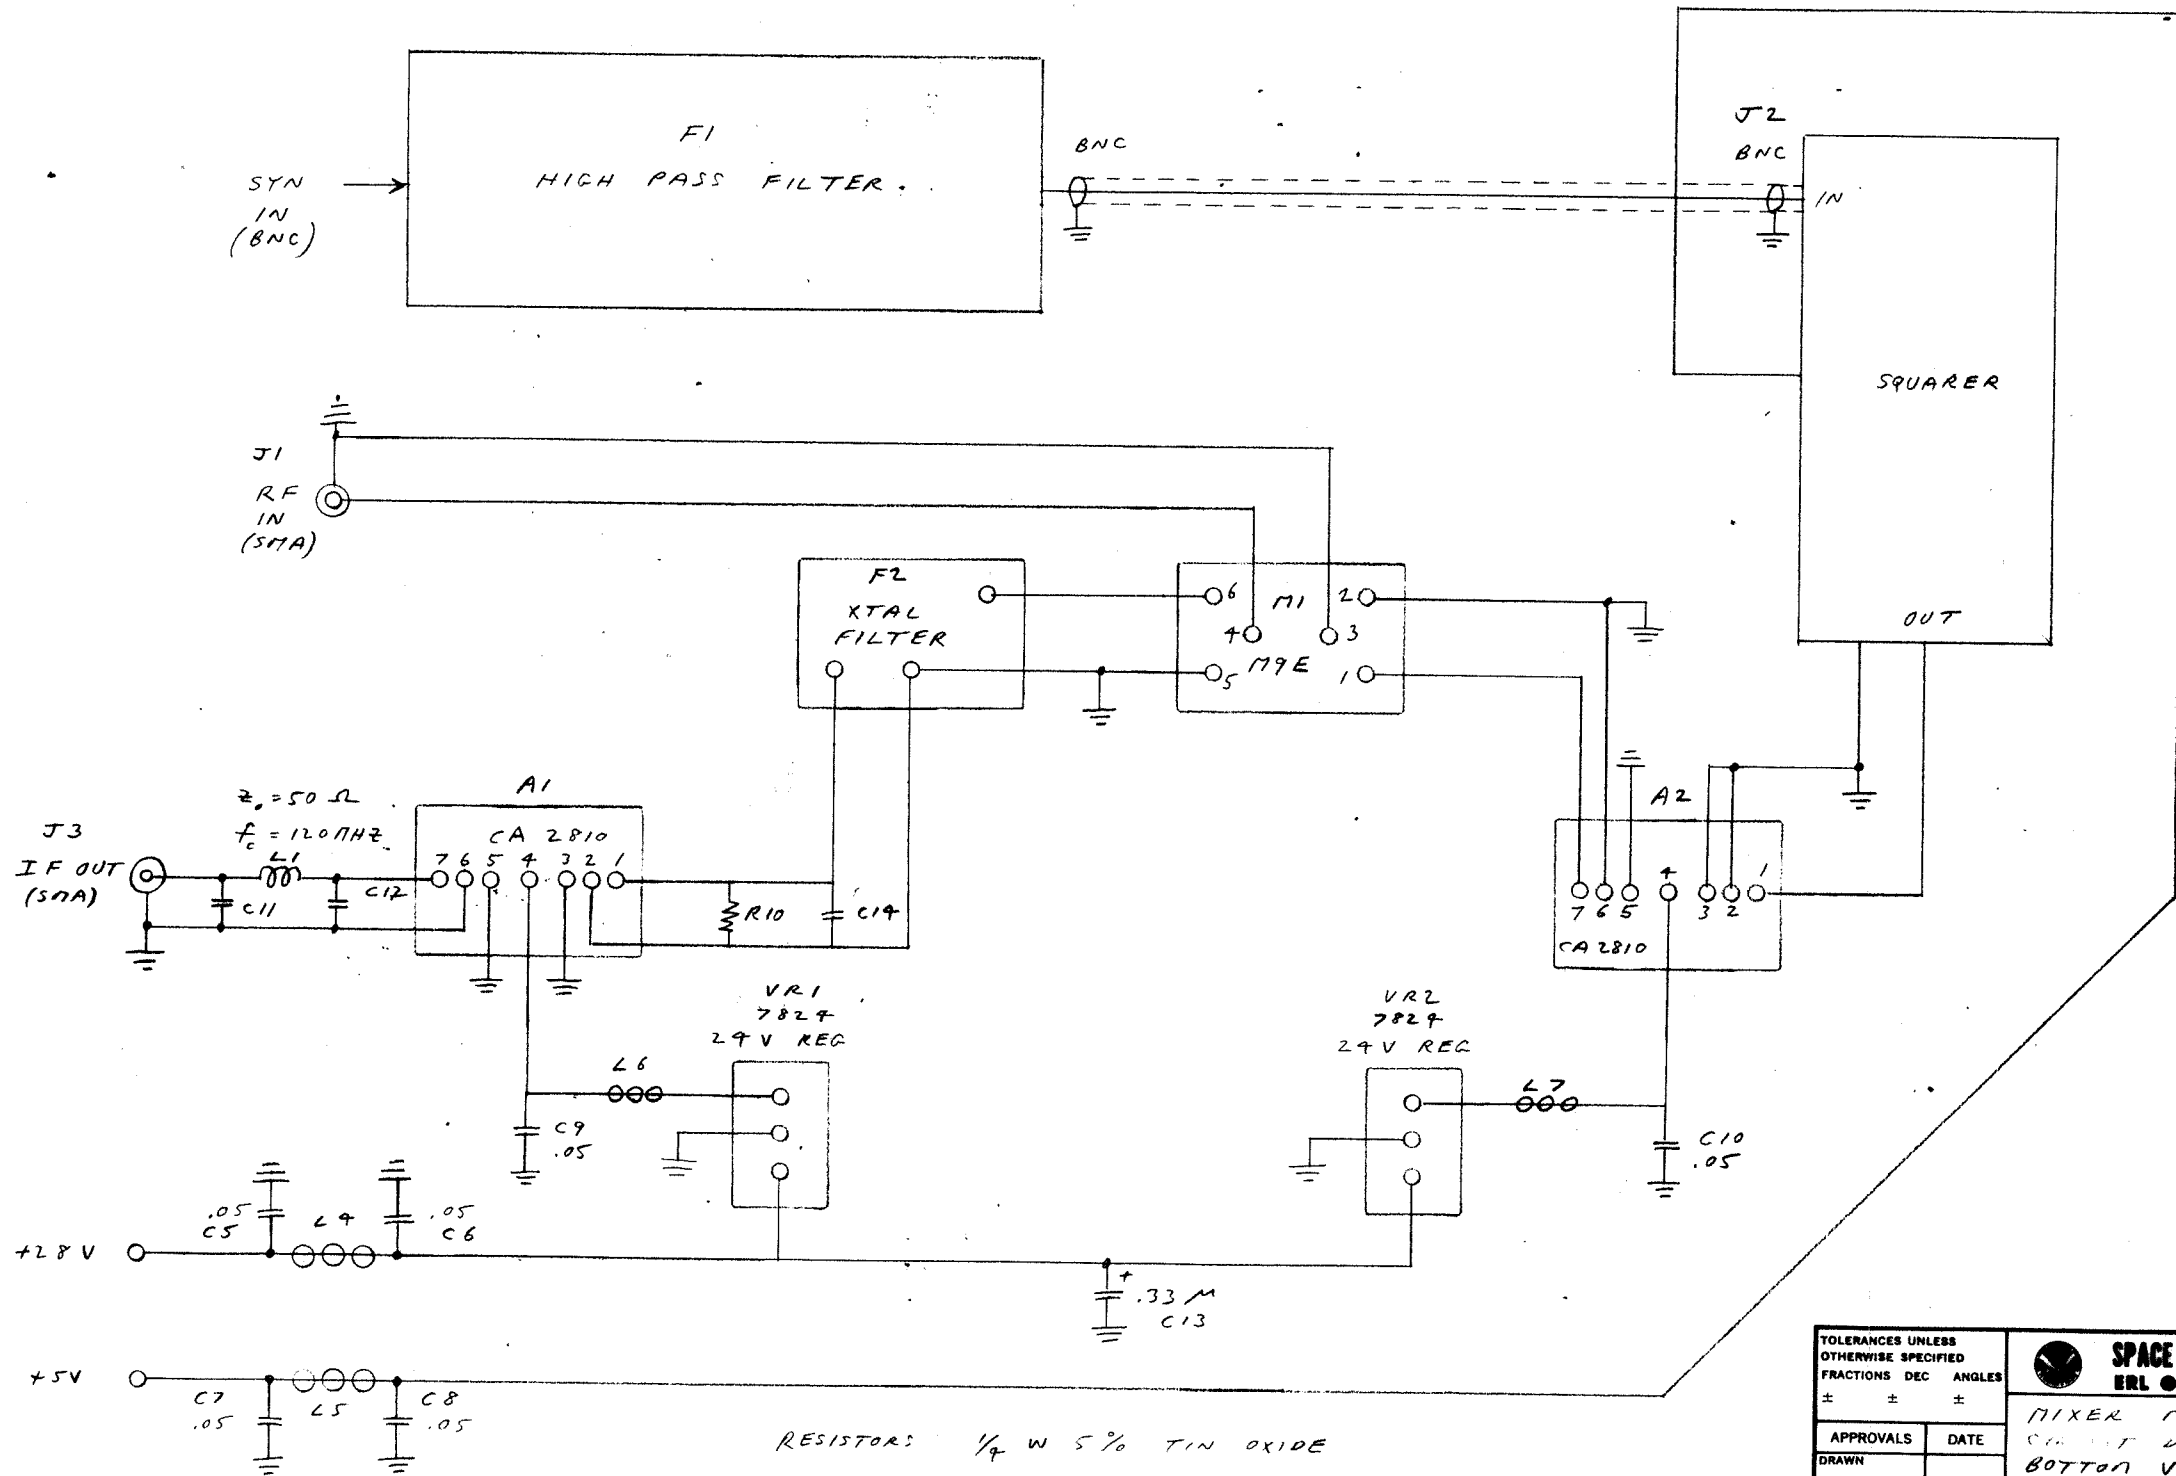 F1
HIGH PASS FILTER.
SYN
IN
(BNC)
BNC
J2
BNC
IN
SQUARER
OUT
J1
RF
IN
(SMA)
F2
XTAL
FILTER
6
M1
2
4
3
5
M9E
1
A1
Z₀ = 50 Ω
fc = 120 MHZ
L1
J3
IF OUT
(SMA)
C11
C12
CA 2810
7 6 5 4 3 2 1
R10
C14
A2
7 6 5 4 3 2 1
CA 2810
VR1
7824
24 V REG
VR2
7824
24 V REG
L6
L7
C9
.05
C10
.05
.05
C5
L4
.05
C6
+28 V
+
.33 μ
C13
+5V
C7
.05
L5
C8
.05
RESISTORS 1/4 W 5% TIN OXIDE
TOLERANCES UNLESS
OTHERWISE SPECIFIED
FRACTIONS DEC ANGLES
± ± ±
APPROVALS DATE
DRAWN
SPACE
ERL
MIXER
BOTTOM